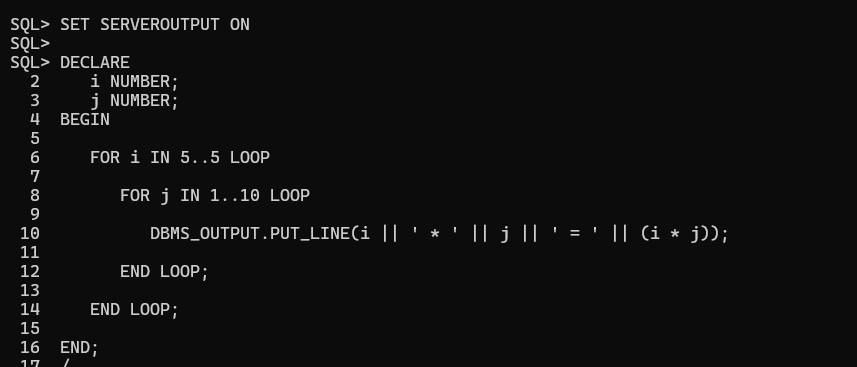 SQL> SET SERVEROUTPUT ON
SQL>
SQL> DECLARE
  2     i NUMBER;
  3     j NUMBER;
  4  BEGIN
  5
  6     FOR i IN 5..5 LOOP
  7
  8        FOR j IN 1..10 LOOP
  9
 10           DBMS_OUTPUT.PUT_LINE(i || ' * ' || j || ' = ' || (i * j));
 11
 12        END LOOP;
 13
 14     END LOOP;
 15
 16  END;
 17  /